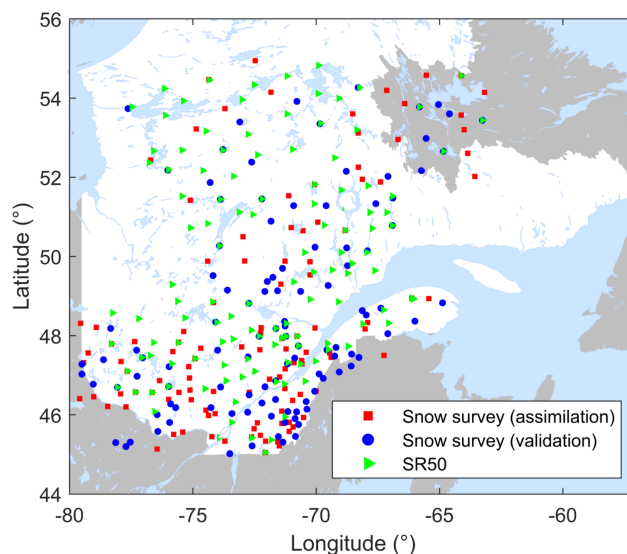 56
54
52
50
48
46
44
Latitude (°)
Snow survey (assimilation)
Snow survey (validation)
SR50
-80
-75
-70
-65
-60
Longitude (°)